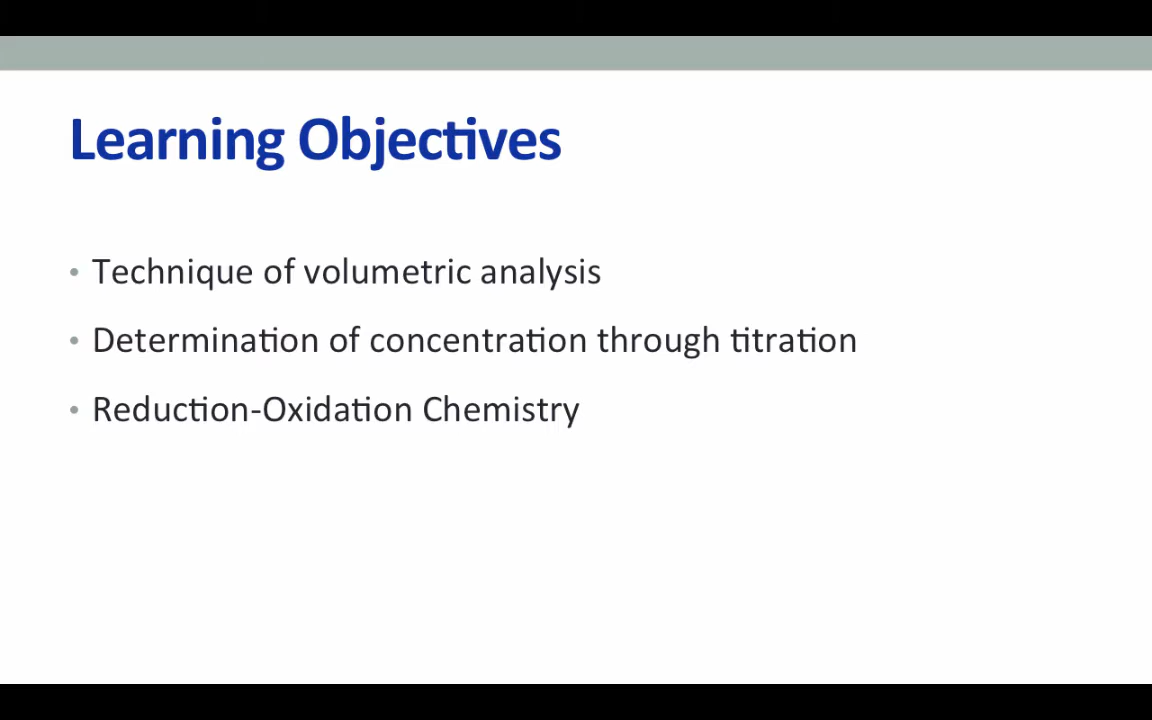 Learning Objectives
• Technique of volumetric analysis
• Determination of concentration through titration
• Reduction-Oxidation Chemistry